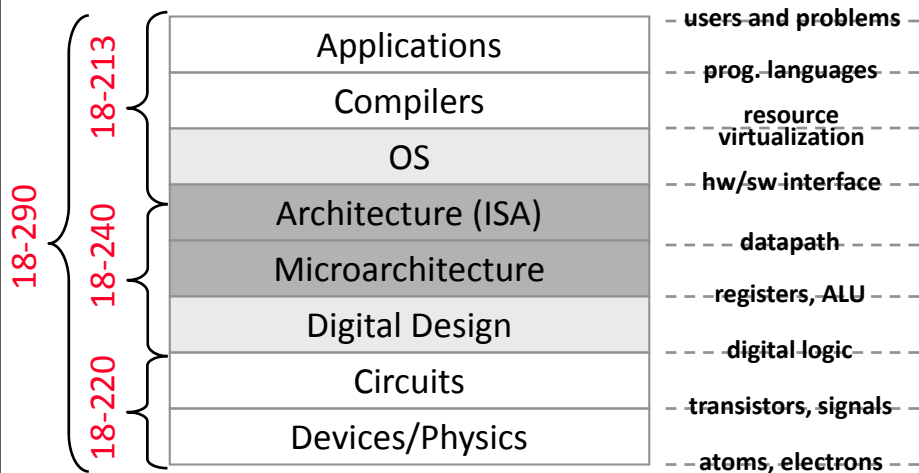 18-290
18-213
18-240
18-220
Applications
Compilers
OS
Architecture (ISA)
Microarchitecture
Digital Design
Circuits
Devices/Physics
users and problems
prog. languages
resource
virtualization
hw/sw interface
datapath
registers, ALU
digital logic
transistors, signals
atoms, electrons